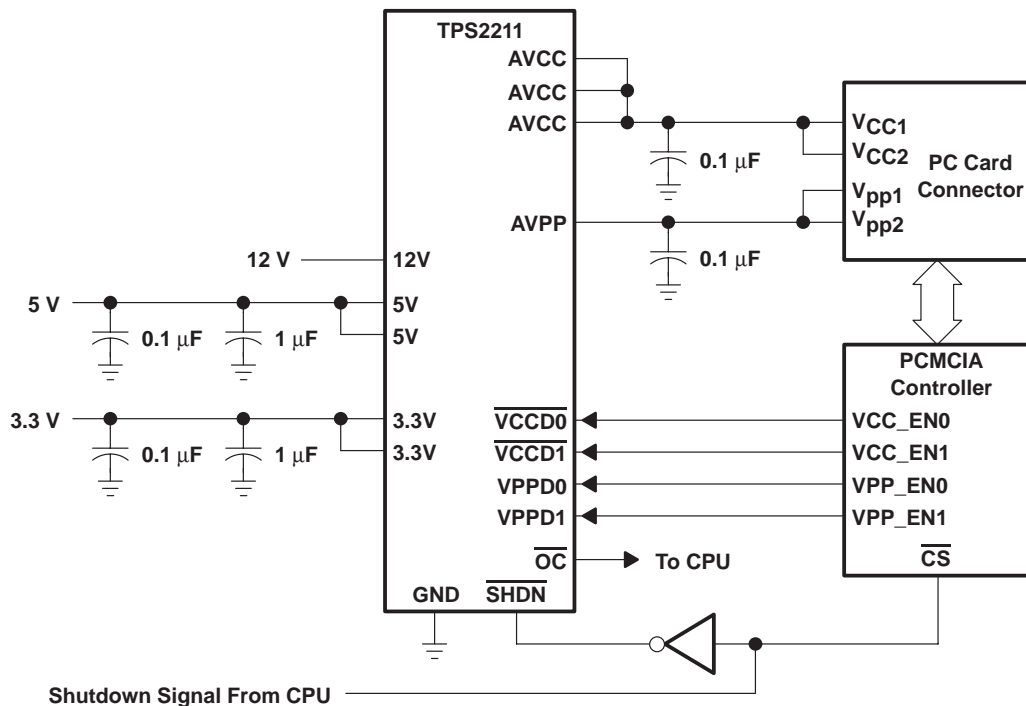 TPS2211
AVCC
AVCC
AVCC
AVPP
0.1 μF
0.1 μF
VCC1
VCC2
Vpp1
Vpp2
PC Card
Connector
12 V
12V
5 V
5V
5V
0.1 μF
1 μF
3.3 V
3.3V
3.3V
0.1 μF
1 μF
VCCD0
VCCD1
VPPD0
VPPD1
OC
To CPU
PCMCIA
Controller
VCC_EN0
VCC_EN1
VPP_EN0
VPP_EN1
CS
GND
SHDN
Shutdown Signal From CPU